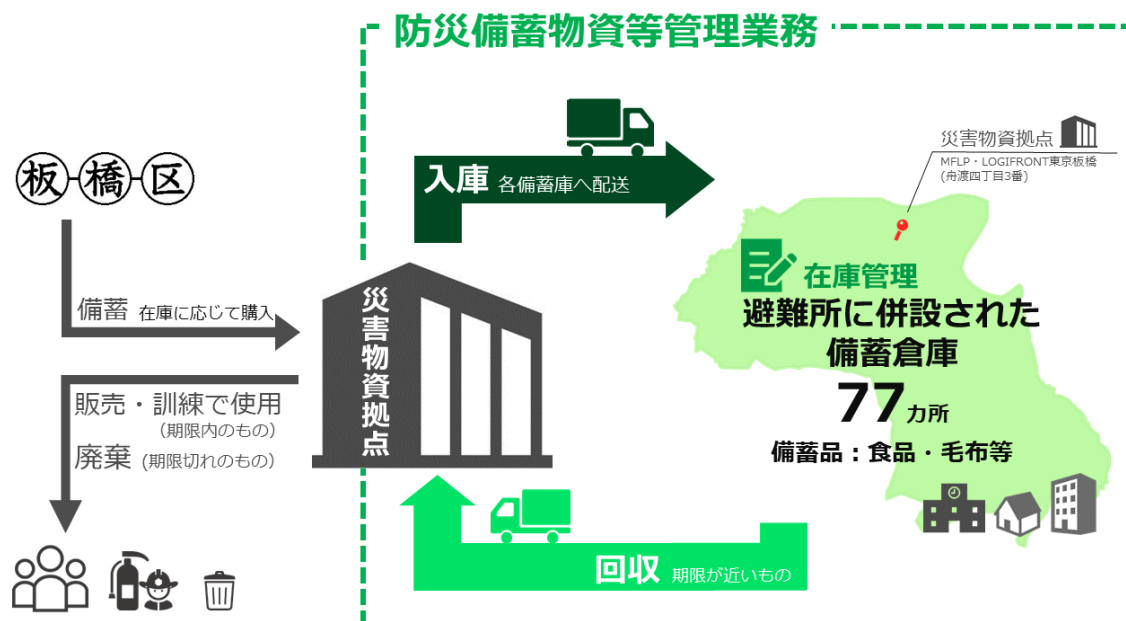 防災備蓄物資等管理業務
板橋区
備蓄 在庫に応じて購入
販売・訓練で使用
（期限内のもの）
廃棄（期限切れのもの）
災害物資拠点
入庫 各備蓄庫へ配送
災害物資拠点
MFLP・LOGIFRONT東京板橋
(舟渡四丁目3番)
在庫管理
避難所に併設された
備蓄倉庫
77カ所
備蓄品：食品・毛布等
回収 期限が近いもの